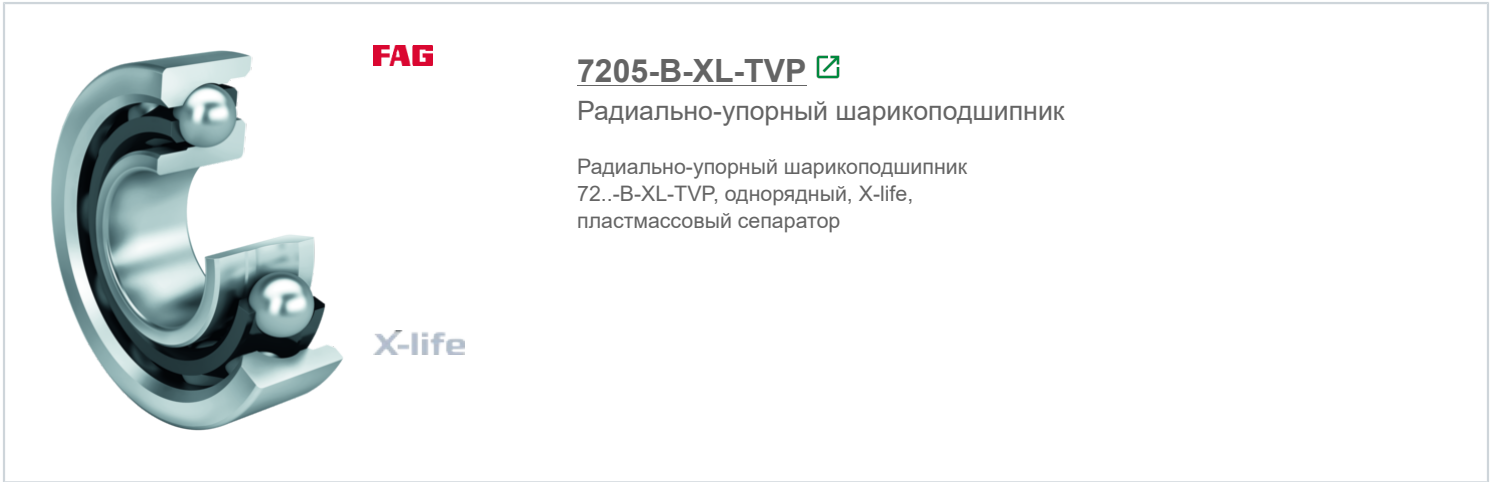 FAG
7205-B-XL-TVP
Радиально-упорный шарикоподшипник
Радиально-упорный шарикоподшипник
72..-B-XL-TVP, однорядный, X-life,
пластмассовый сепаратор
X-life